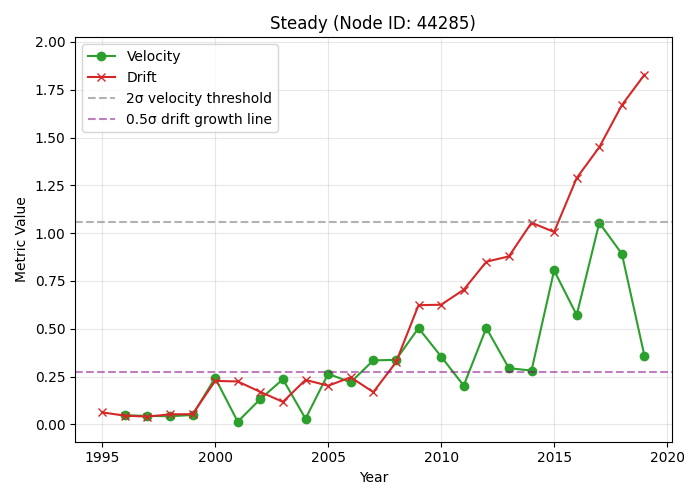 Steady (Node ID: 44285)
Velocity
Drift
2σ velocity threshold
0.5σ drift growth line
Metric Value
2.00
1.75
1.50
1.25
1.00
0.75
0.50
0.25
0.00
1995 2000 2005 2010 2015 2020
Year